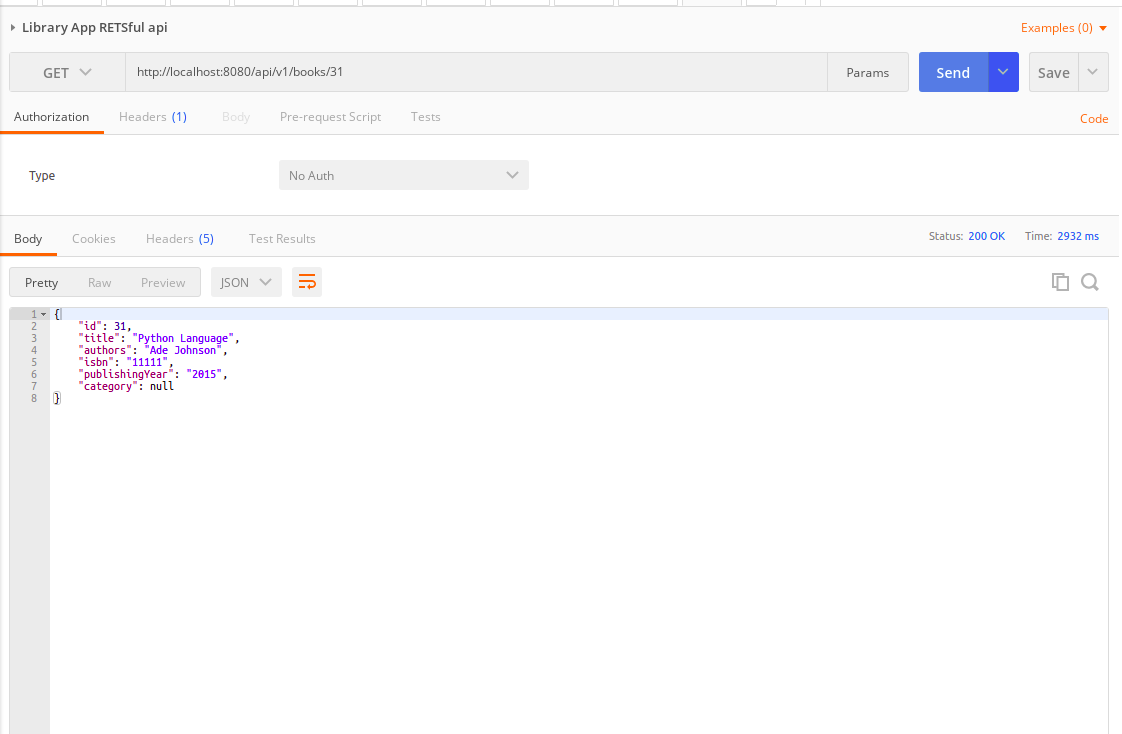 Library App RETSful api Examples (0)
GET http://localhost:8080/api/v1/books/31 Params Send Save
Authorization Headers (1) Body Pre-request Script Tests Code
Type No Auth
Body Cookies Headers (5) Test Results Status: 200 OK Time: 2932 ms
Pretty Raw Preview JSON
1 {
2 "id": 31,
3 "title": "Python Language",
4 "authors": "Ade Johnson",
5 "isbn": "11111",
6 "publishingYear": "2015",
7 "category": null
8 }